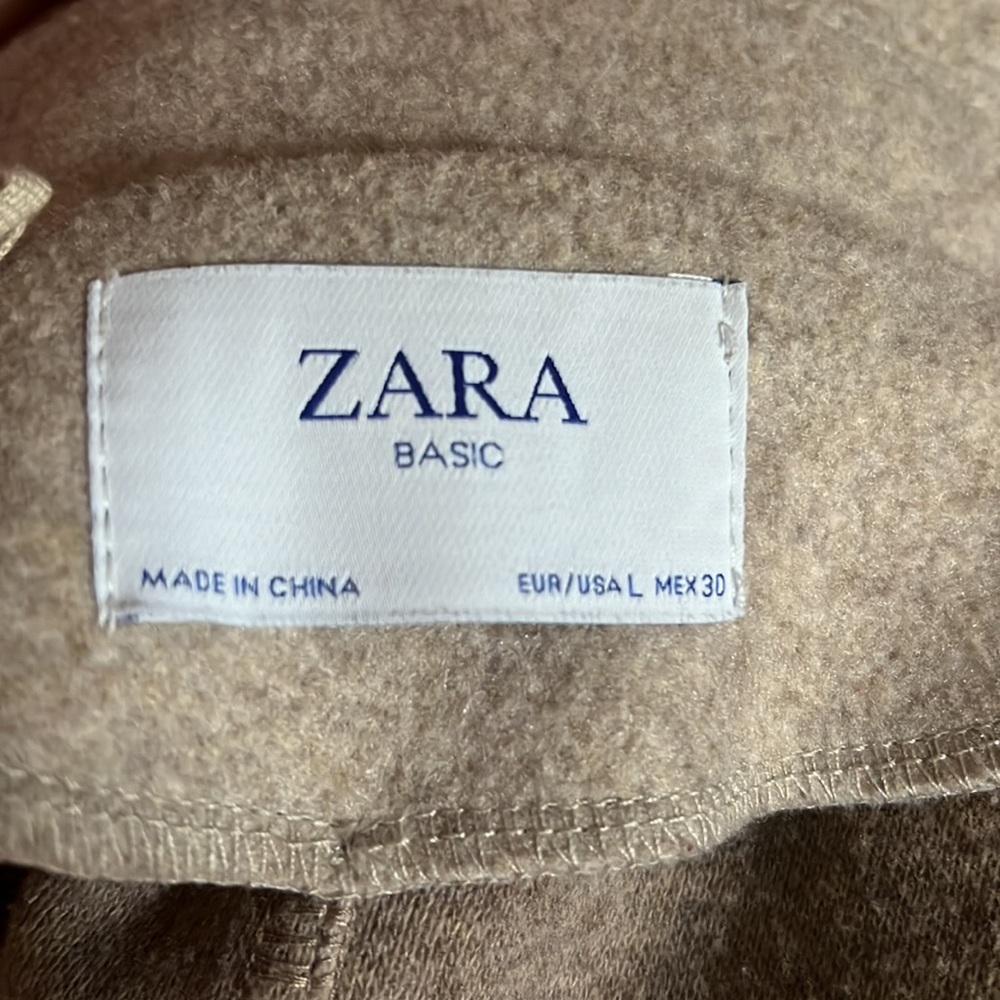 ZARA
BASIC
MADE IN CHINA EUR/USA L MEX 30